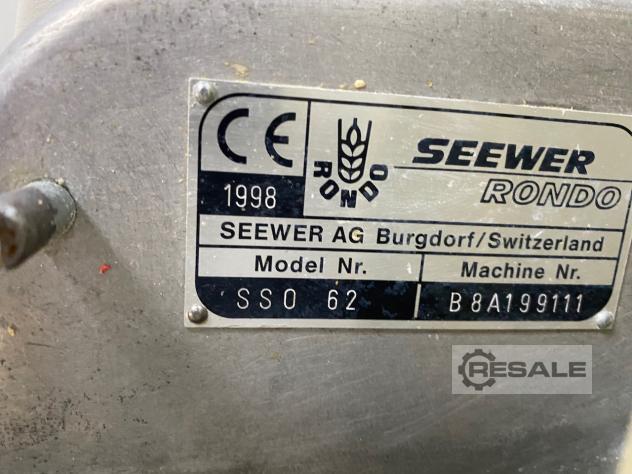 CE
1998
RONDO
SEEWER
RONDO
SEEWER AG Burgdorf/Switzerland
Model Nr.
Machine Nr.
SSO 62
B8A199111
RESALE